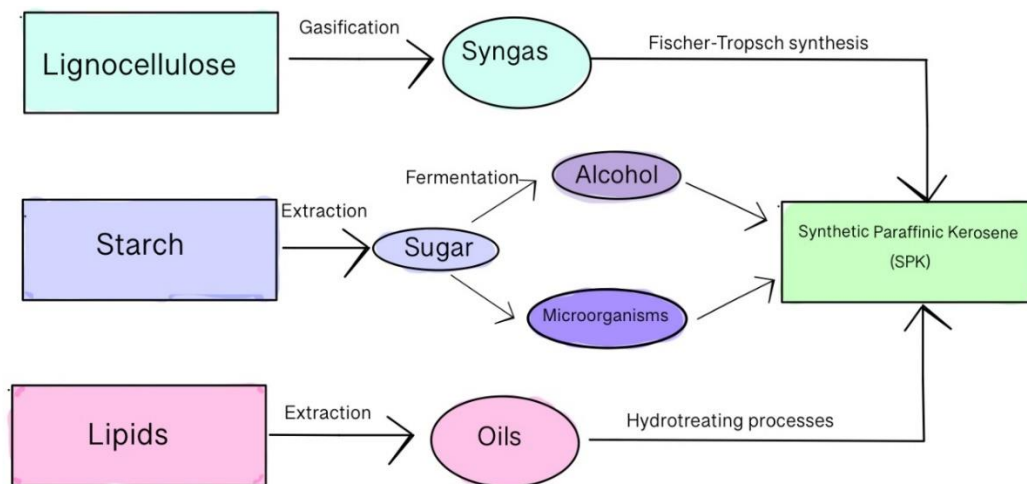 Lignocellulose
Gasification
Syngas
Fischer-Tropsch synthesis
Starch
Extraction
Sugar
Fermentation
Alcohol
Microorganisms
Synthetic Paraffinic Kerosene
(SPK)
Lipids
Extraction
Oils
Hydrotreating processes